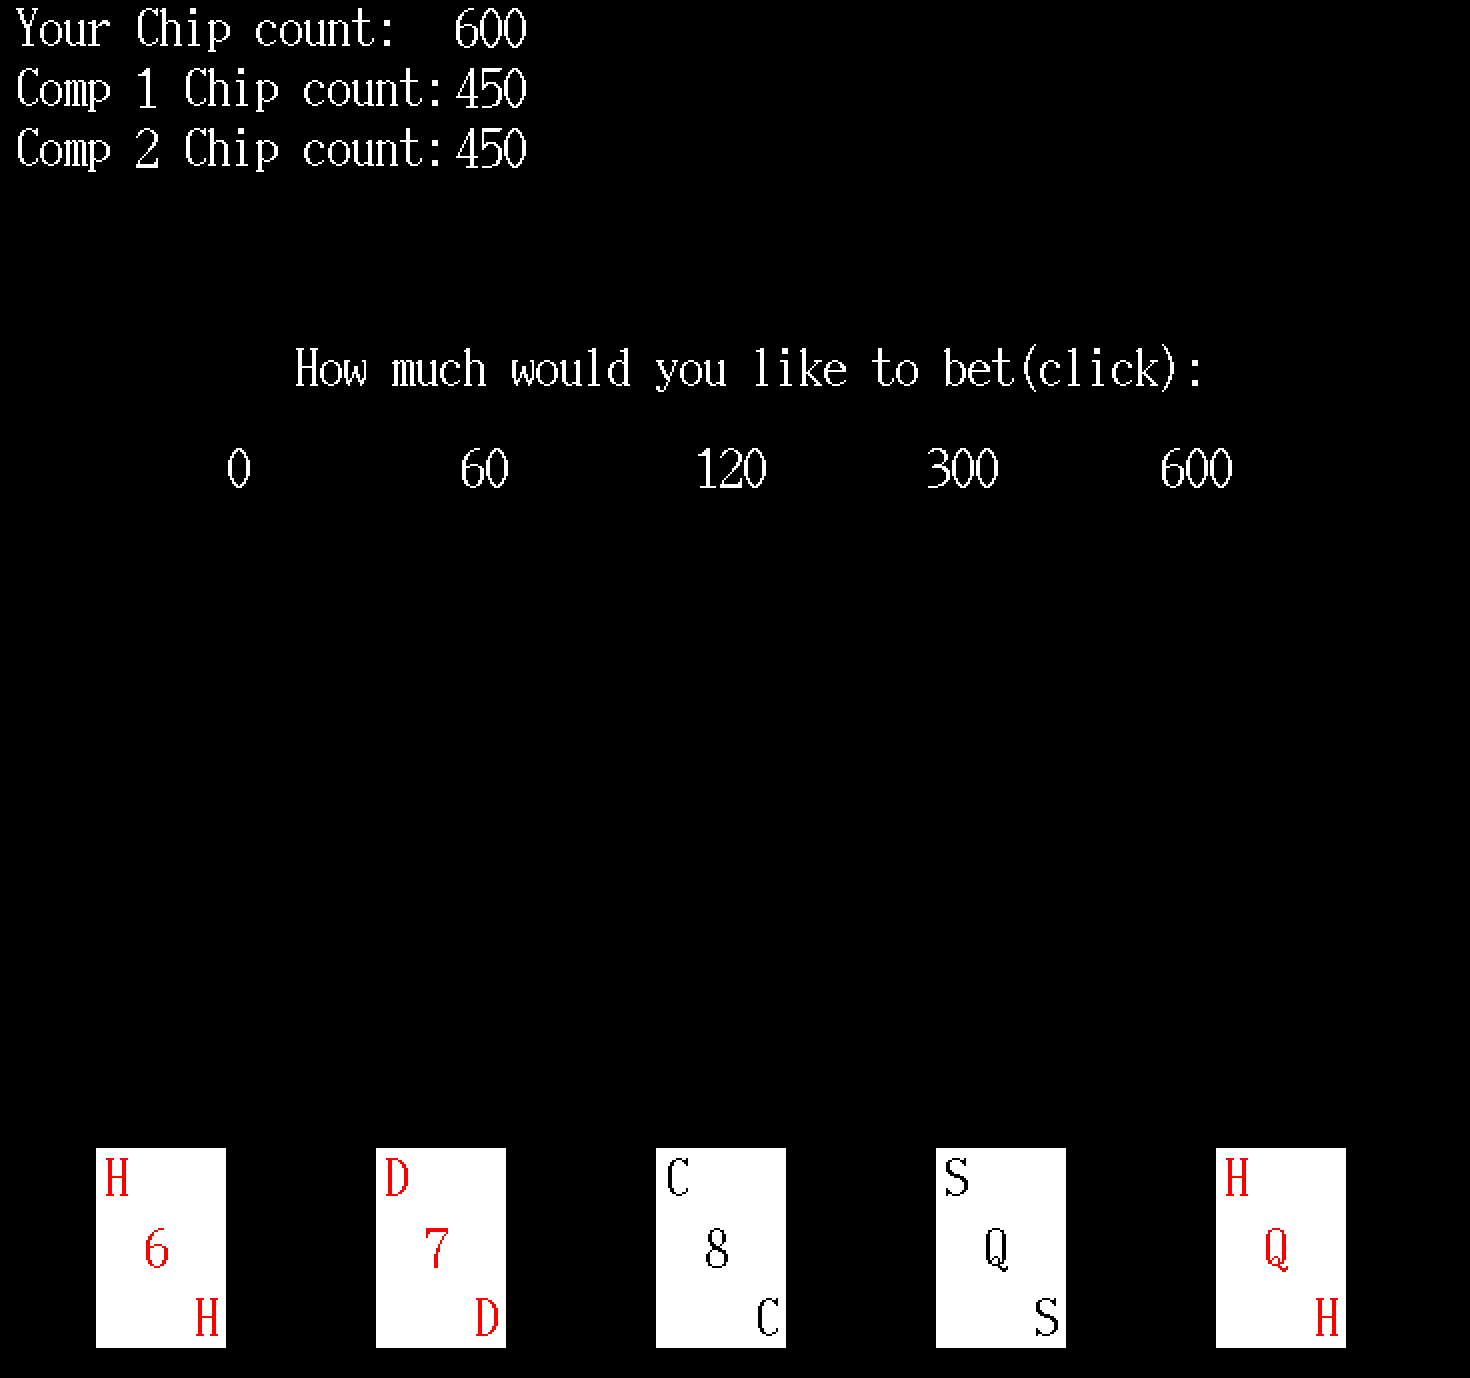 Your Chip count: 600
Comp 1 Chip count:450
Comp 2 Chip count:450
How much would you like to bet(click):
0 60 120 300 600
H D C S H
6 7 8 Q Q
H D C S H